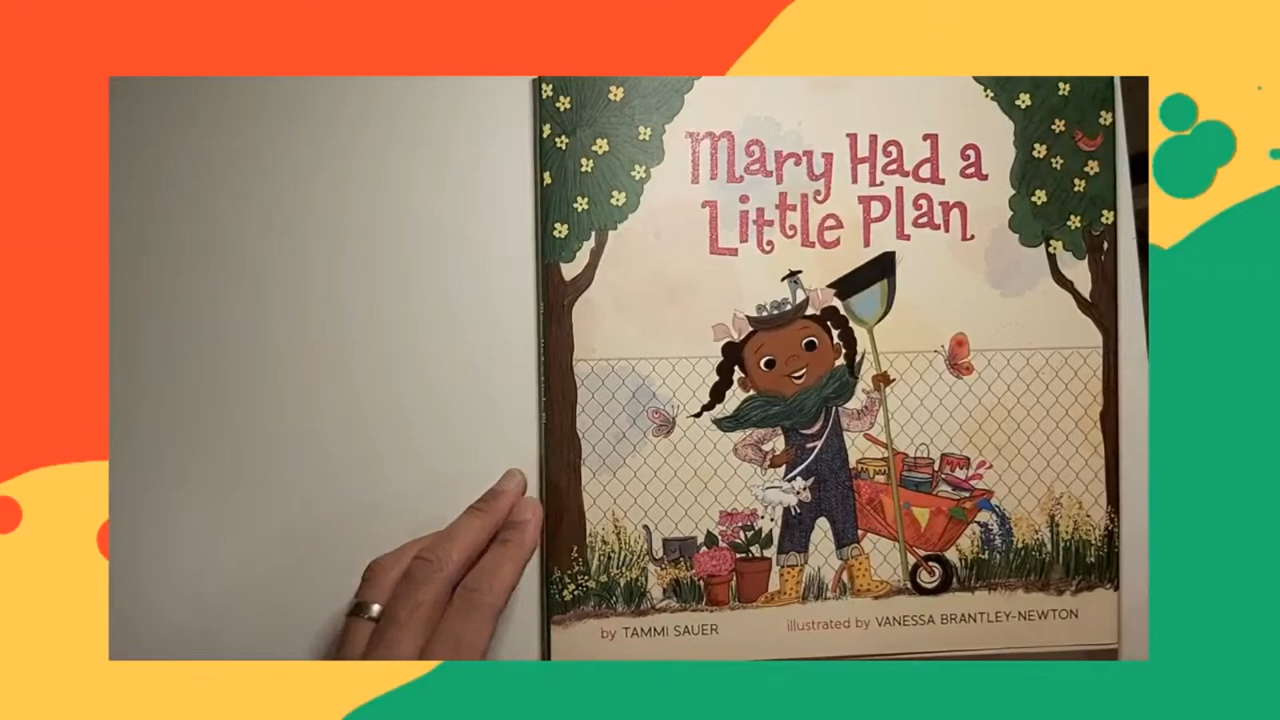 Mary Had a
Little Plan
by TAMMI SAUER
illustrated by VANESSA BRANTLEY-NEWTON